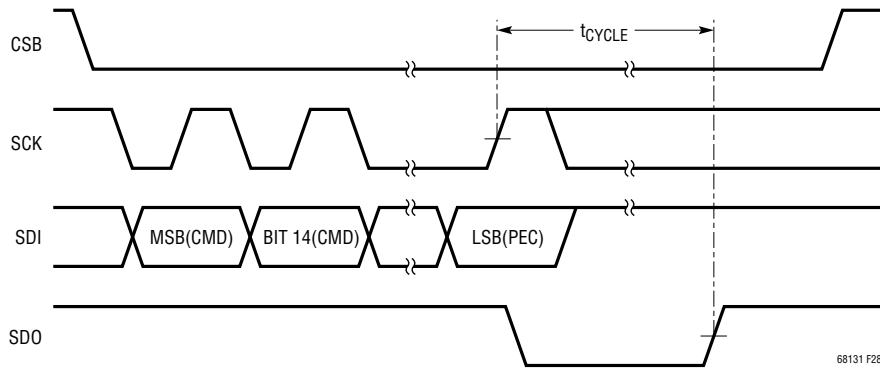 CSB
tCYCLE
SCK
SDI
MSB(CMD)
BIT 14(CMD)
LSB(PEC)
SDO
68131 F28